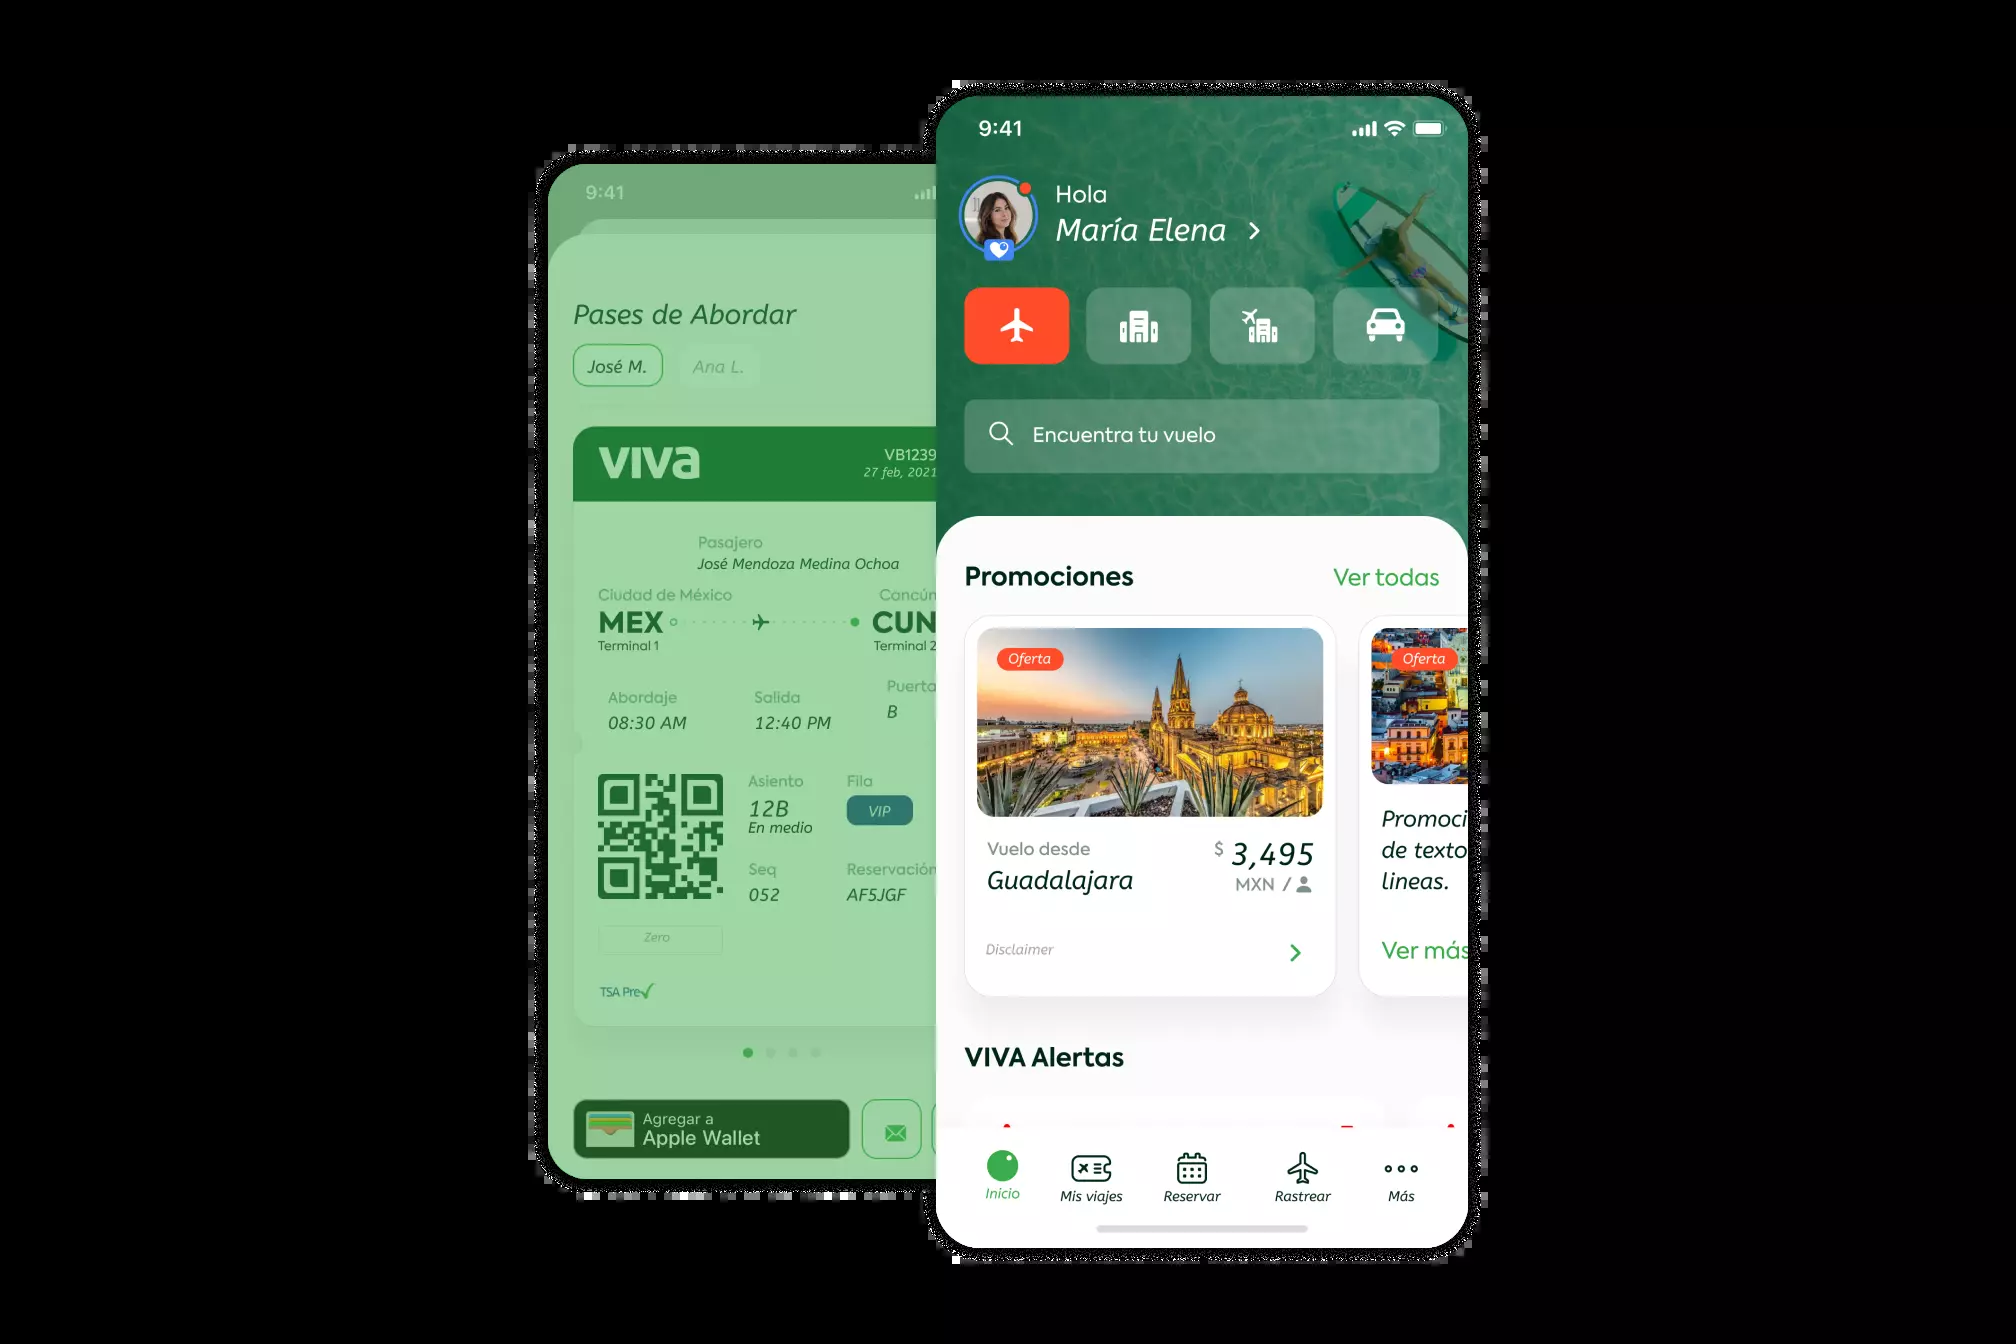 9:41
Pases de Abordar
José M.
Ana L.
viva
VB1239
27 feb, 2021
Pasajero
José Mendoza Medina Ochoa
Ciudad de México
Cancún
MEX
CUN
Terminal 1
Terminal 2
Abordaje
Salida
Puerta
08:30 AM
12:40 PM
B
Asiento
Fila
12B
En medio
VIP
Seq
Reservación
052
AF5JGF
Zero
TSA Pre
Agregar a
Apple Wallet
9:41
Hola
María Elena
Encuentra tu vuelo
Promociones
Ver todas
Oferta
Oferta
Vuelo desde
Guadalajara
$ 3,495
MXN /
Disclaimer
Promoci
de texto
lineas.
Ver más
VIVA Alertas
Inicio
Mis viajes
Reservar
Rastrear
Más